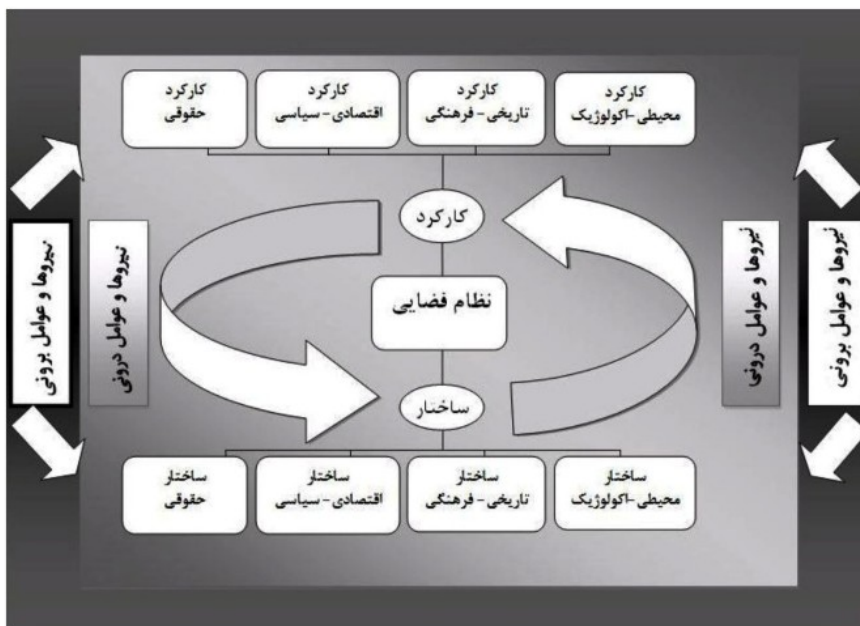 کارکرد
محیطی-اکولوژیک
کارکرد
تاریخی-فرهنگی
کارکرد
اقتصادی-سیاسی
کارکرد
حقوقی
کارکرد
نظام فضایی
ساختار
ساختار
محیطی-اکولوژیک
ساختار
تاریخی-فرهنگی
ساختار
اقتصادی-سیاسی
ساختار
حقوقی
نیروها و عوامل برونی
نیروها و عوامل درونی
نیروها و عوامل درونی
نیروها و عوامل برونی